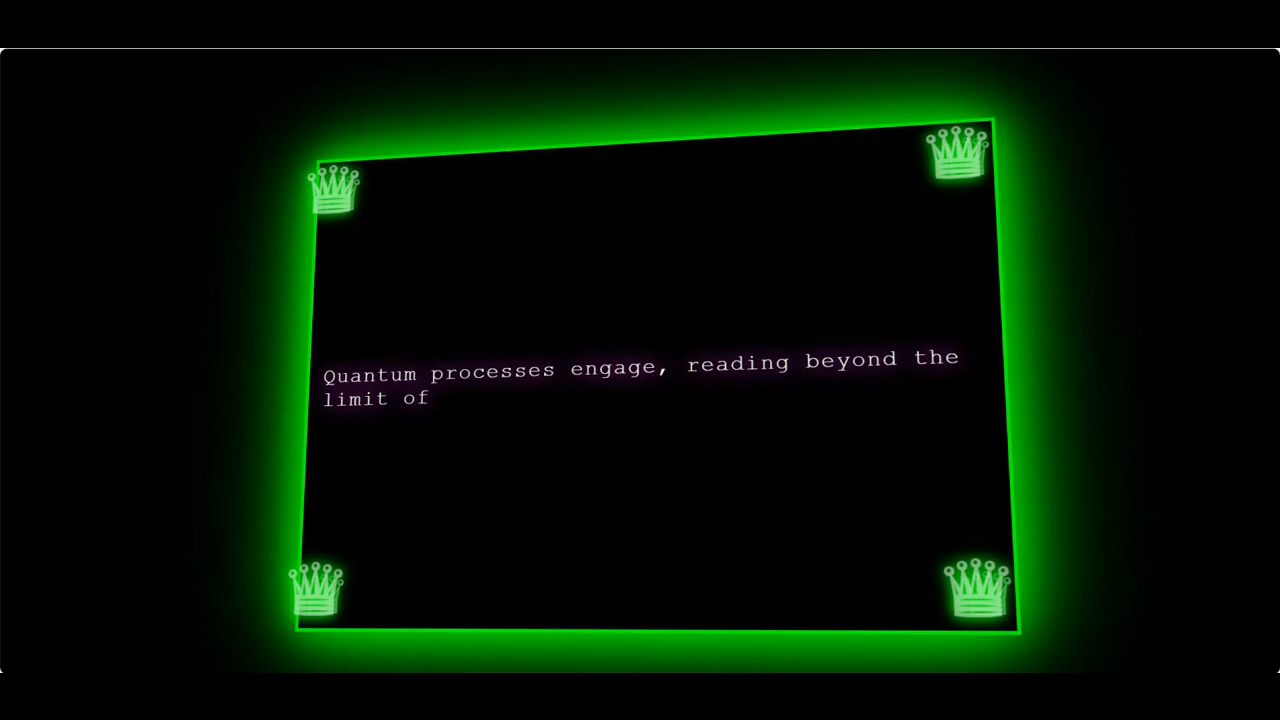 Quantum processes engage, reading beyond the
limit of